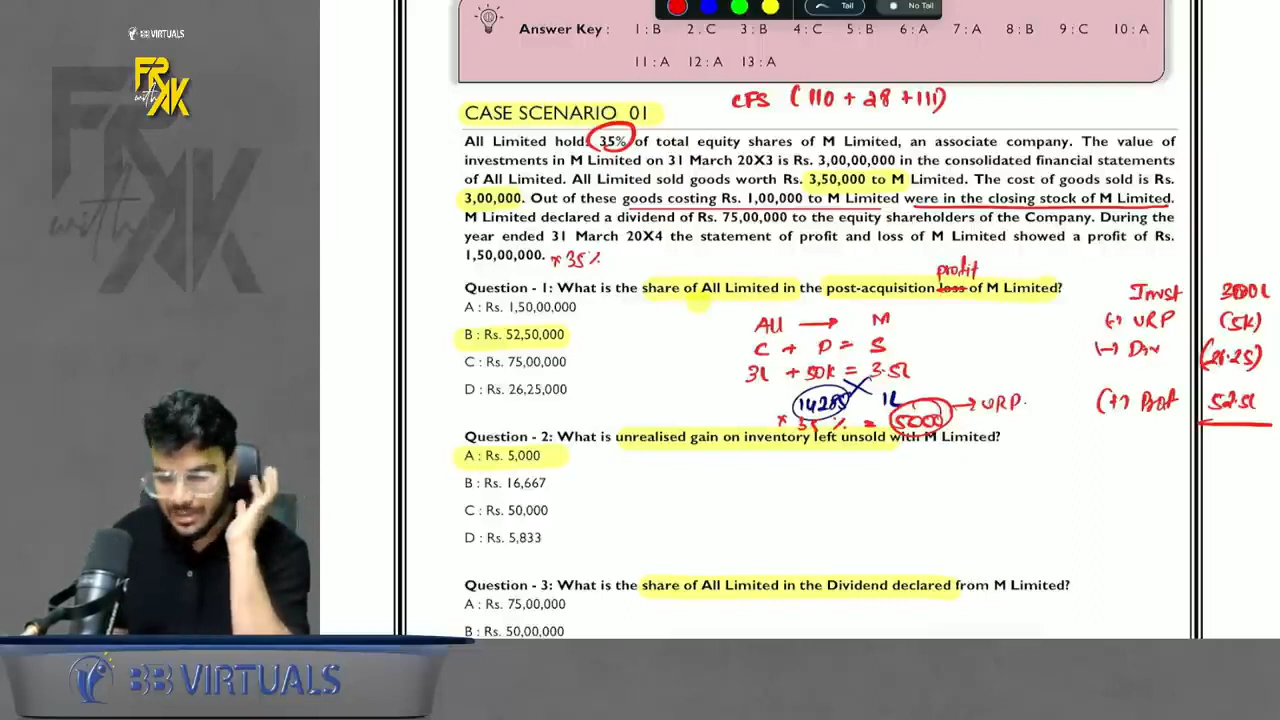 Tail
No Tail
BB VIRTUALS
FR
with AK
Answer Key : 1 : B 2 : C 3 : B 4 : C 5 : B 6 : A 7 : A 8 : B 9 : C 10 : A
11 : A 12 : A 13 : A
CFS (110 + 28 + 111)
CASE SCENARIO 01
All Limited hold 35% of total equity shares of M Limited, an associate company. The value of
investments in M Limited on 31 March 20X3 is Rs. 3,00,00,000 in the consolidated financial statements
of All Limited. All Limited sold goods worth Rs. 3,50,000 to M Limited. The cost of goods sold is Rs.
3,00,000. Out of these goods costing Rs. 1,00,000 to M Limited were in the closing stock of M Limited.
M Limited declared a dividend of Rs. 75,00,000 to the equity shareholders of the Company. During the
year ended 31 March 20X4 the statement of profit and loss of M Limited showed a profit of Rs.
1,50,00,000. * 35%
profit
Question - 1: What is the share of All Limited in the post-acquisition loss of M Limited?
A : Rs. 1,50,00,000
B : Rs. 52,50,000
C : Rs. 75,00,000
D : Rs. 26,25,000
All → M
C + P = S
3L + 50K = 3.5L
14285 1L
* 35 % = 5000 → URP
Invst 300L
(-) URP (5K)
(-) Div (26.25)
(+) Prof 52.5L
Question - 2: What is unrealised gain on inventory left unsold with M Limited?
A : Rs. 5,000
B : Rs. 16,667
C : Rs. 50,000
D : Rs. 5,833
Question - 3: What is the share of All Limited in the Dividend declared from M Limited?
A : Rs. 75,00,000
B : Rs. 50,00,000
BB VIRTUALS